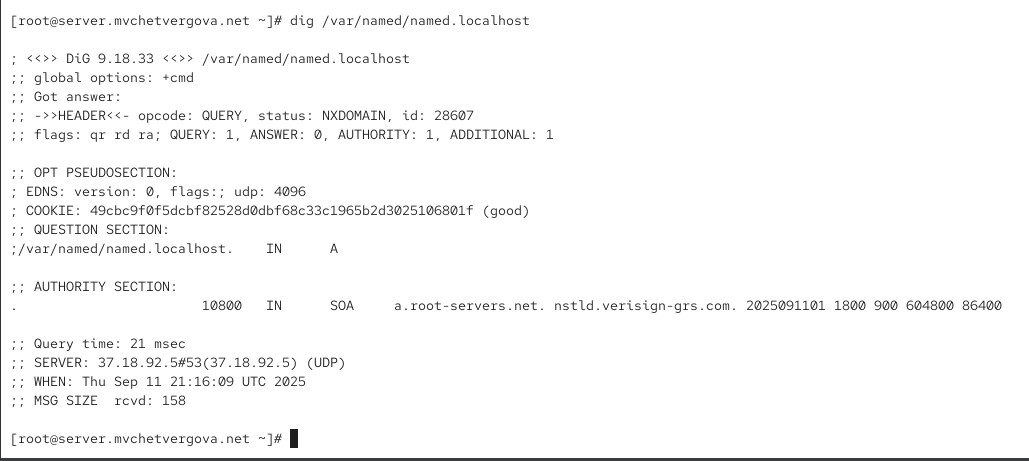 [root@server.mvchetvergova.net ~]# dig /var/named/named.localhost
; <<>> DiG 9.18.33 <<>> /var/named/named.localhost
;; global options: +cmd
;; Got answer:
;; ->>HEADER<<- opcode: QUERY, status: NXDOMAIN, id: 28607
;; flags: qr rd ra; QUERY: 1, ANSWER: 0, AUTHORITY: 1, ADDITIONAL: 1
;; OPT PSEUDOSECTION:
; EDNS: version: 0, flags:; udp: 4096
; COOKIE: 49cbc9f0f5dcbf82528d0dbf68c33c1965b2d3025106801f (good)
;; QUESTION SECTION:
;/var/named/named.localhost.    IN      A
;; AUTHORITY SECTION:
.                       10800   IN      SOA     a.root-servers.net. nstld.verisign-grs.com. 2025091101 1800 900 604800 86400
;; Query time: 21 msec
;; SERVER: 37.18.92.5#53(37.18.92.5) (UDP)
;; WHEN: Thu Sep 11 21:16:09 UTC 2025
;; MSG SIZE  rcvd: 158
[root@server.mvchetvergova.net ~]#